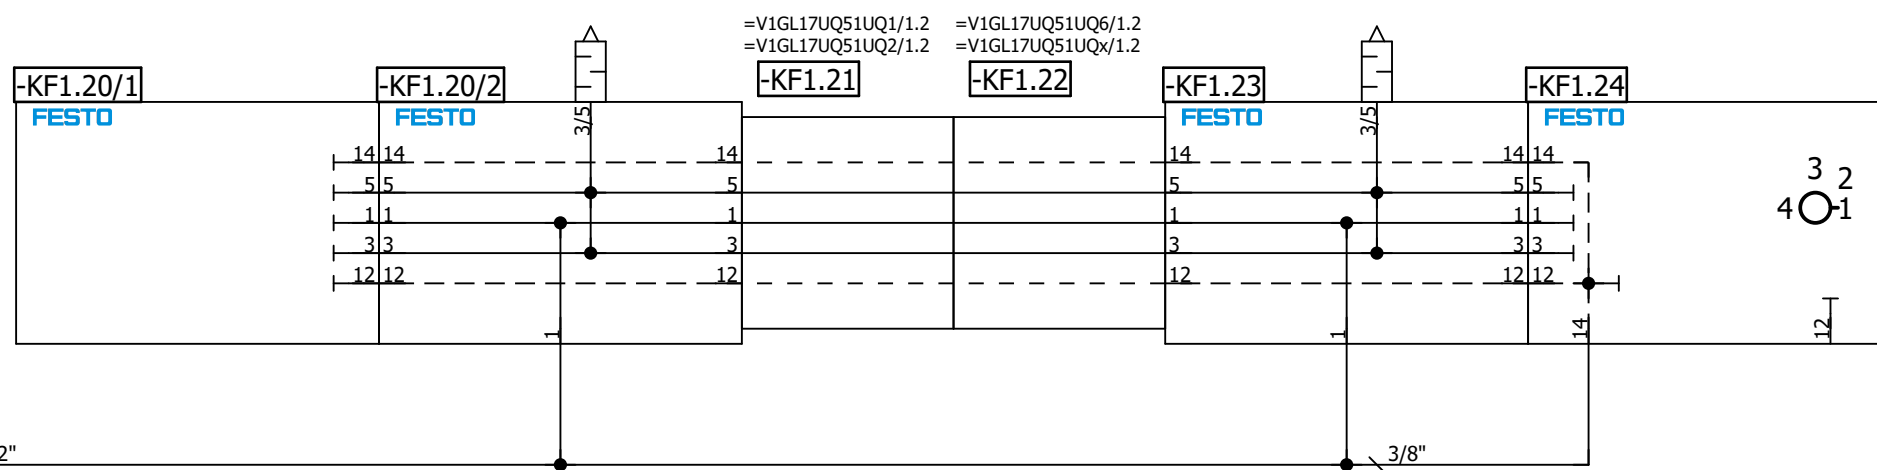 =V1GL17UQ51UQ1/1.2 =V1GL17UQ51UQ6/1.2
=V1GL17UQ51UQ2/1.2 =V1GL17UQ51UQx/1.2
-KF1.20/1 -KF1.20/2 -KF1.21 -KF1.22 -KF1.23 -KF1.24
FESTO FESTO FESTO FESTO
3/5 3/5
14 14 14 14 14 14
5 5 5 5 5 5
1 1 1 1 1 1
3 3 3 3 3 3
12 12 12 12 12 12
3 2
4 1
1 1 14 12
2" 3/8"